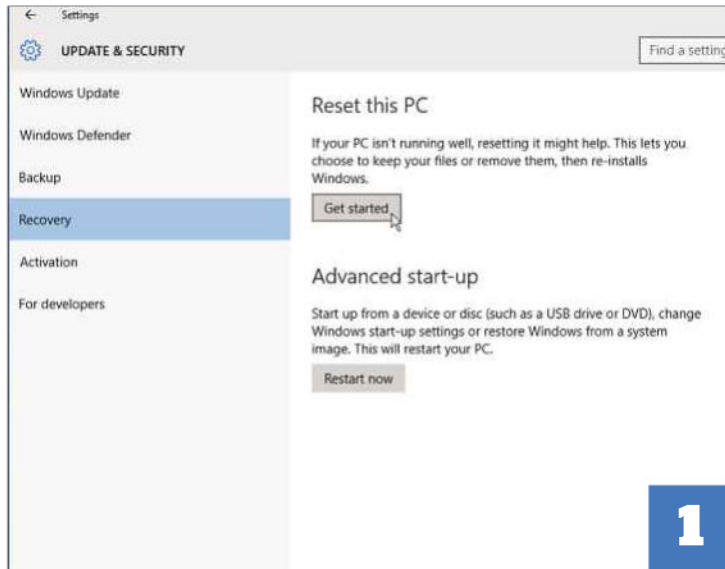 ← Settings
UPDATE & SECURITY
Find a setting
Windows Update
Windows Defender
Backup
Recovery
Activation
For developers
Reset this PC
If your PC isn't running well, resetting it might help. This lets you
choose to keep your files or remove them, then re-installs
Windows.
Get started
Advanced start-up
Start up from a device or disc (such as a USB drive or DVD), change
Windows start-up settings or restore Windows from a system
image. This will restart your PC.
Restart now
1